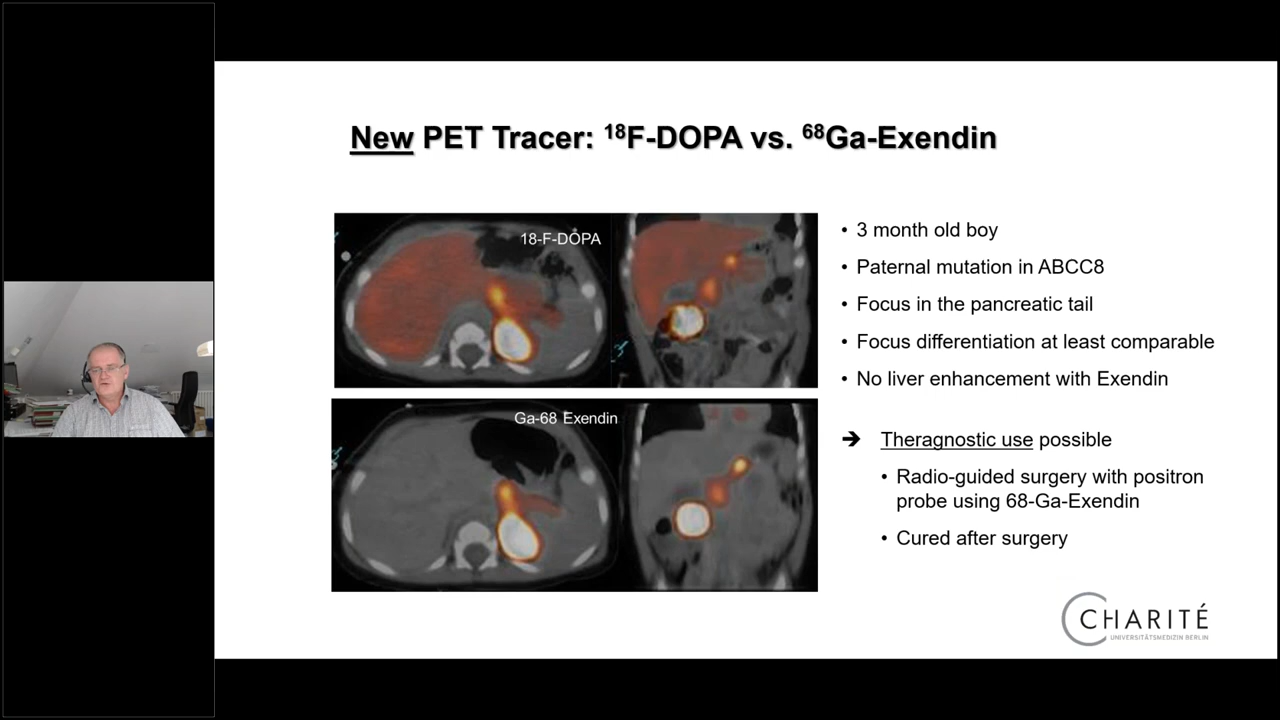 New PET Tracer: ¹⁸F-DOPA vs. ⁶⁸Ga-Exendin
18-F-DOPA
Ga-68 Exendin
• 3 month old boy
• Paternal mutation in ABCC8
• Focus in the pancreatic tail
• Focus differentiation at least comparable
• No liver enhancement with Exendin
➔ Theragnostic use possible
• Radio-guided surgery with positron
probe using 68-Ga-Exendin
• Cured after surgery
CHARITÉ
UNIVERSITÄTSMEDIZIN BERLIN